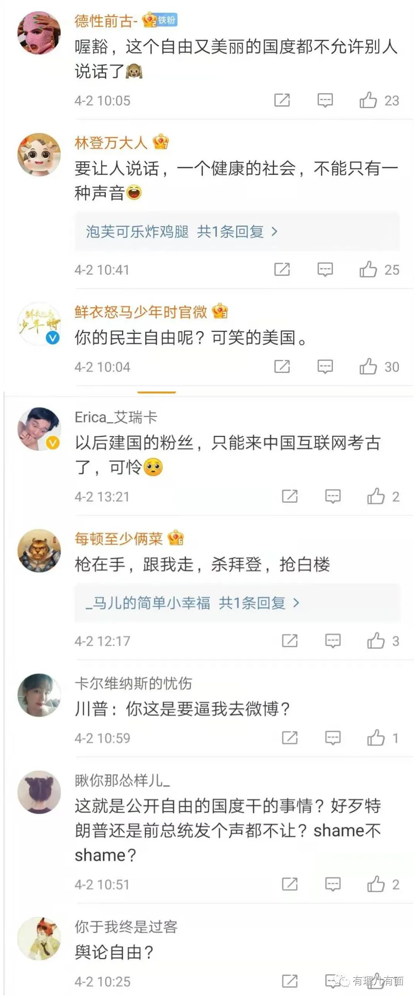 德性前古- 铁粉
喔豁，这个自由又美丽的国度都不允许别人
说话了🙉
4-2 10:05 23
林登万大人
要让人说话，一个健康的社会，不能只有一
种声音😄
泡芙可乐炸鸡腿 共1条回复 >
4-2 10:41 25
鲜衣怒马少年时官微
你的民主自由呢？可笑的美国。
4-2 10:04 30
Erica_艾瑞卡
以后建国的粉丝，只能来中国互联网考古
了，可怜🥺
4-2 13:21 2
每顿至少俩菜
枪在手，跟我走，杀拜登，抢白楼
_马儿的简单小幸福 共1条回复 >
4-2 12:17 3
卡尔维纳斯的忧伤
川普：你这是要逼我去微博？
4-2 10:59 1
瞅你那怂样儿_
这就是公开自由的国度干的事情？好歹特
朗普还是前总统发个声都不让？shame不
shame？
4-2 10:51 2
你于我终是过客
舆论自由？
4-2 10:25
有理儿有面